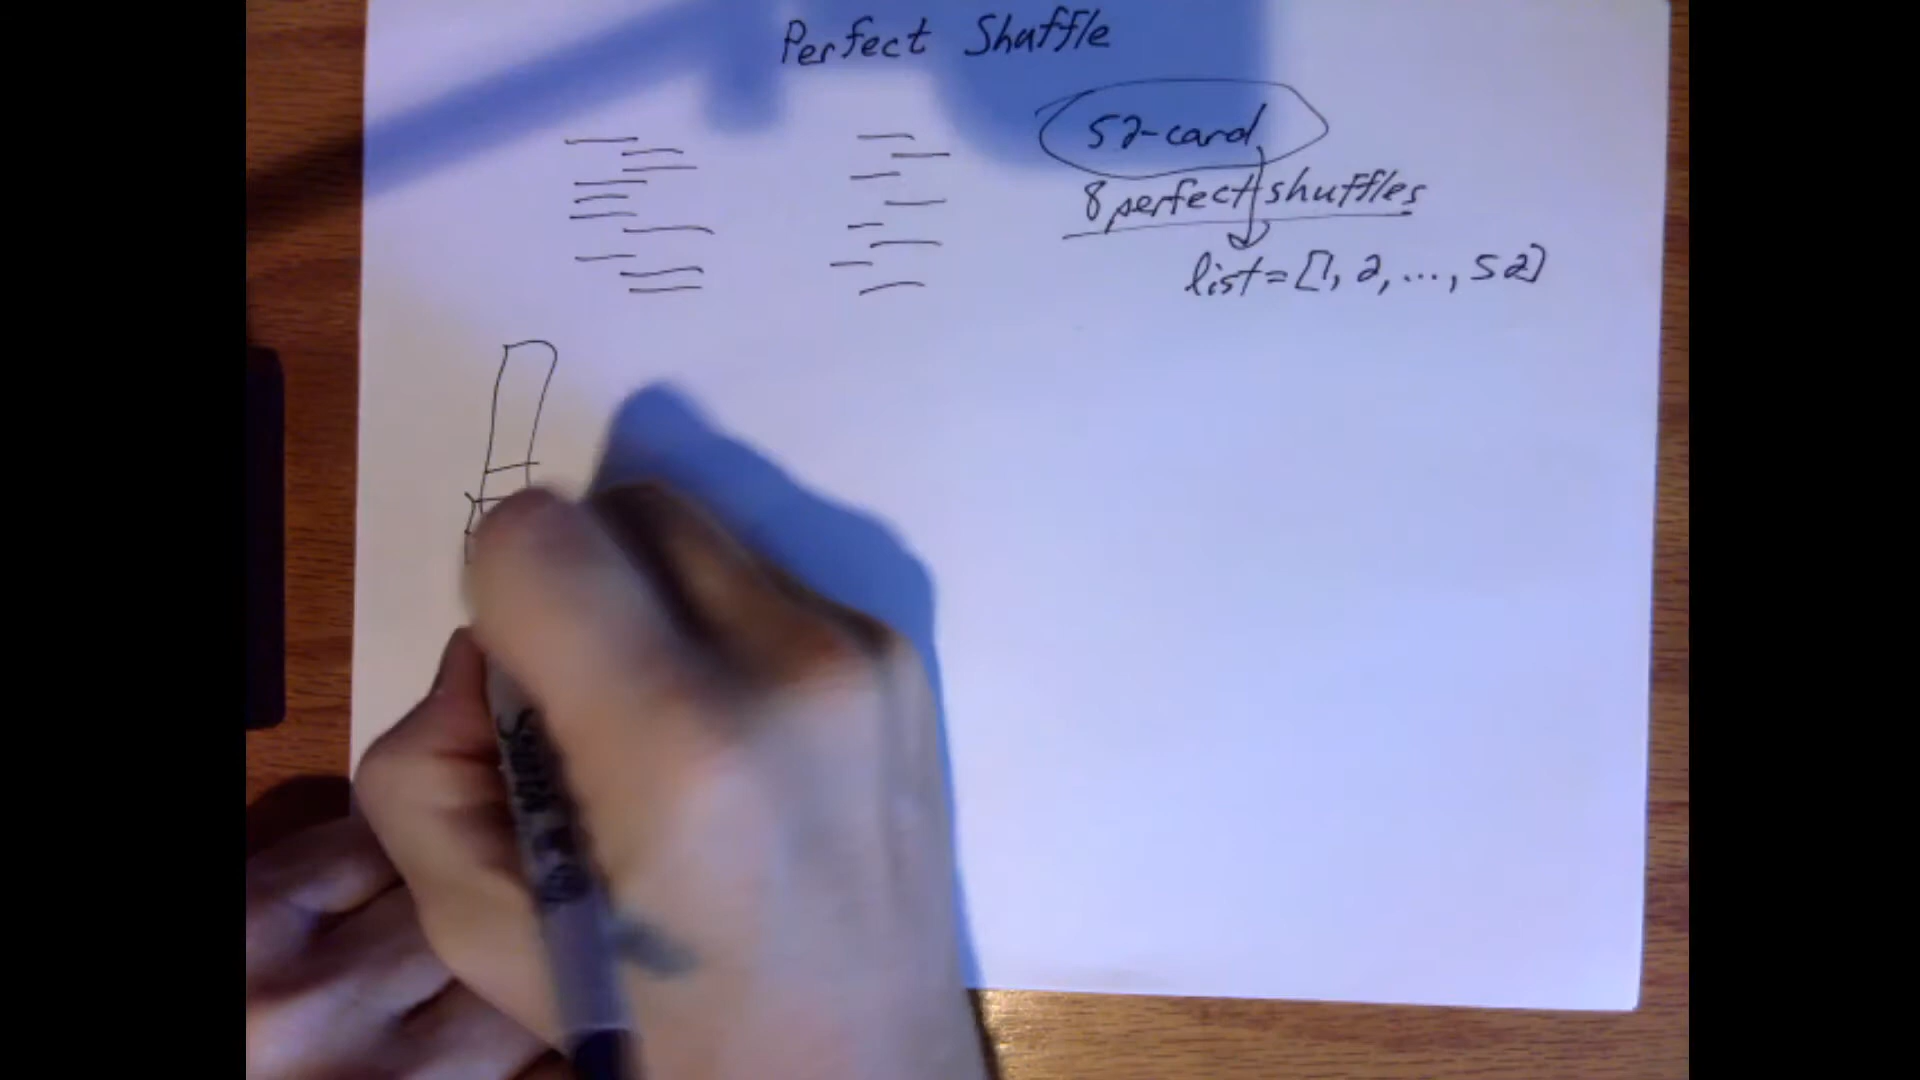 Perfect Shuffle
52-card
8 perfect shuffles
list=[1, 2, ..., 52]